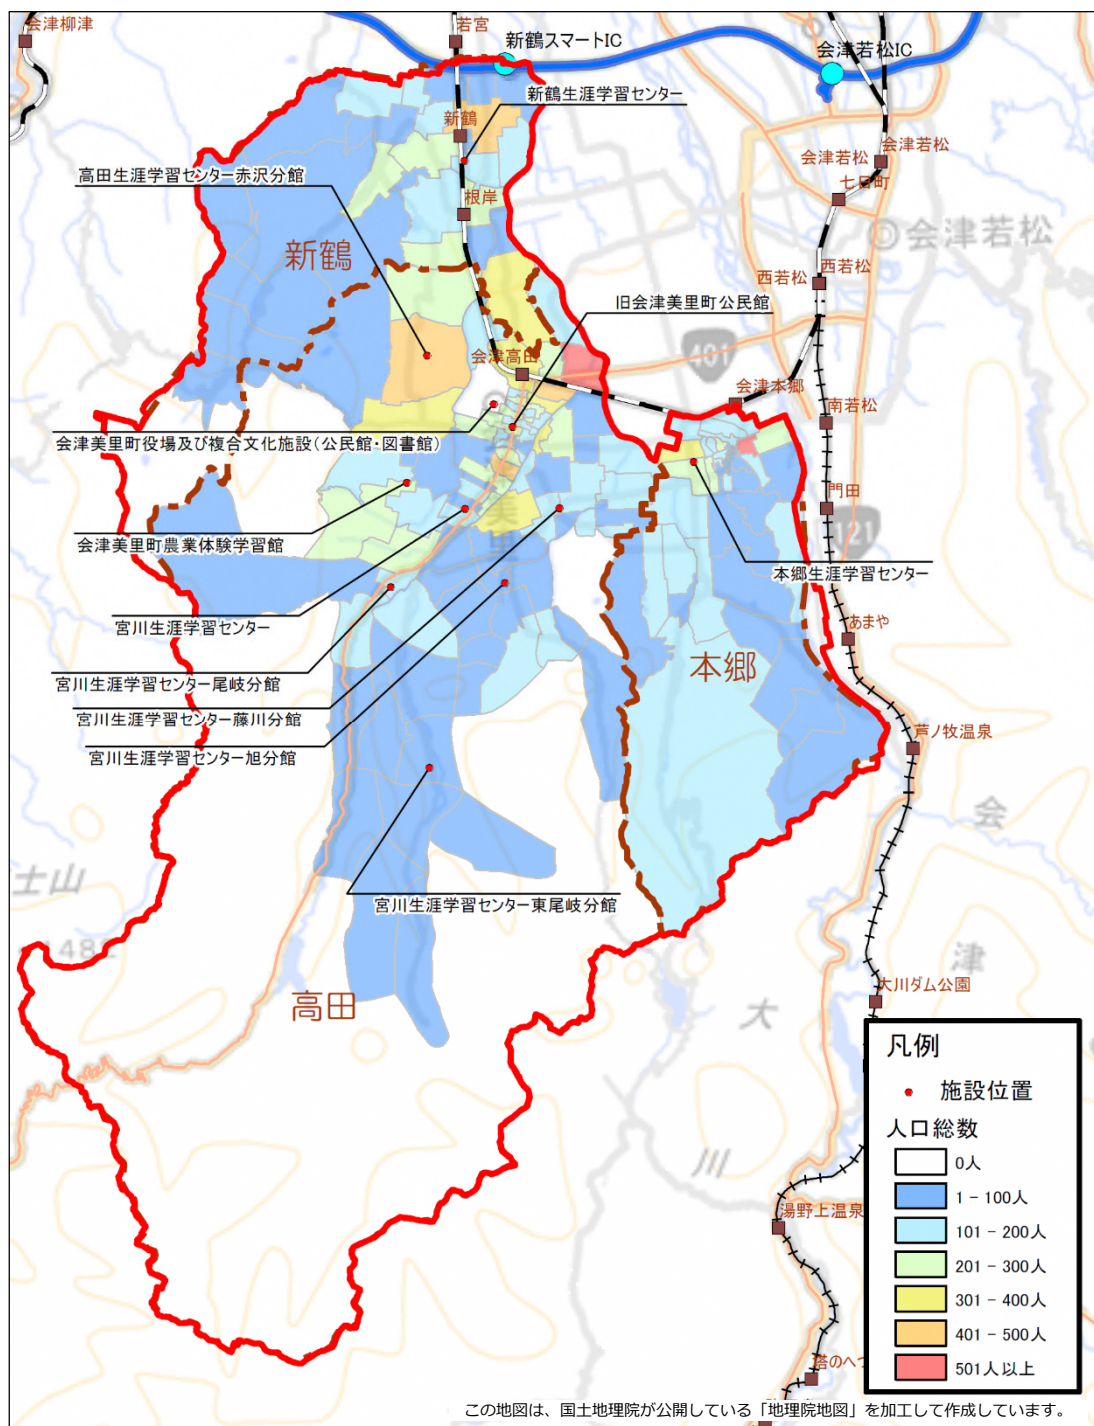 会津柳津
若宮
新鶴スマートIC
会津若松IC
新鶴生涯学習センター
新鶴
会津若松
会津若松
高田生涯学習センター赤沢分館
七日町
根岸
会津若松
新鶴
西若松
西若松
旧会津美里町公民館
401
会津高田
会津本郷
南若松
会津美里町役場及び複合文化施設(公民館・図書館)
門田
121
美
里
会津美里町農業体験学習館
本郷生涯学習センター
宮川生涯学習センター
あまや
本郷
宮川生涯学習センター尾岐分館
宮川生涯学習センター藤川分館
芦ノ牧温泉
宮川生涯学習センター旭分館
会
士山
宮川生涯学習センター東尾岐分館
1482
津
大川ダム公園
高田
大
川
湯野上温泉
塔のへつ
凡例
施設位置
人口総数
0人
1 - 100人
101 - 200人
201 - 300人
301 - 400人
401 - 500人
501人以上
この地図は、国土地理院が公開している「地理院地図」を加工して作成しています。